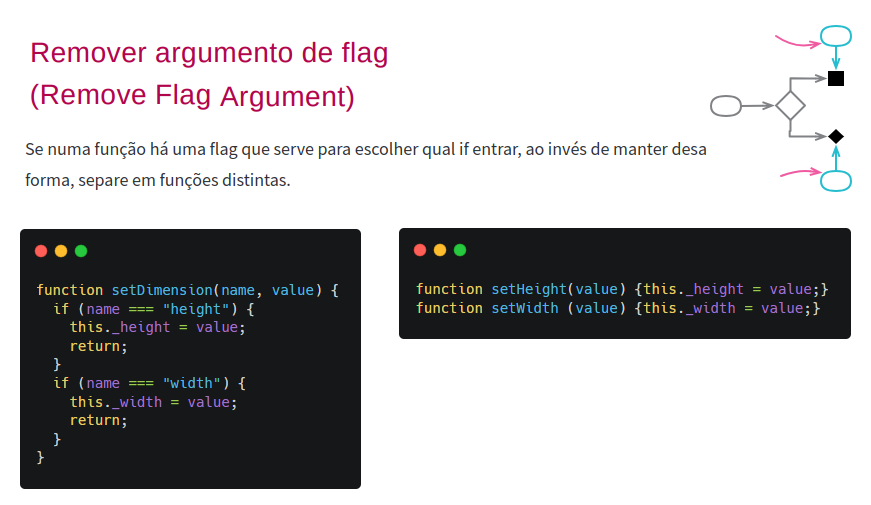 Remover argumento de flag
(Remove Flag Argument)
Se numa função há uma flag que serve para escolher qual if entrar, ao invés de manter desa
forma, separe em funções distintas.
function setDimension(name, value) {
  if (name === "height") {
    this._height = value;
    return;
  }
  if (name === "width") {
    this._width = value;
    return;
  }
}
function setHeight(value) {this._height = value;}
function setWidth (value) {this._width = value;}